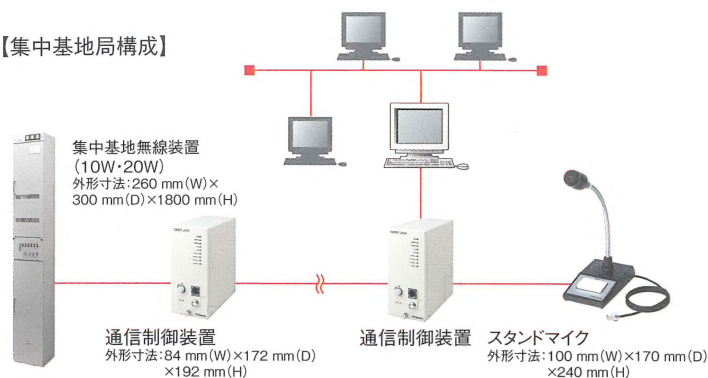 【集中基地局構成】
集中基地無線装置
(10W・20W)
外形寸法:260 mm(W)×
300 mm(D)×1800 mm(H)
通信制御装置
外形寸法:84 mm(W)×172 mm(D)
×192 mm(H)
通信制御装置
スタンドマイク
外形寸法:100 mm(W)×170 mm(D)
×240 mm(H)